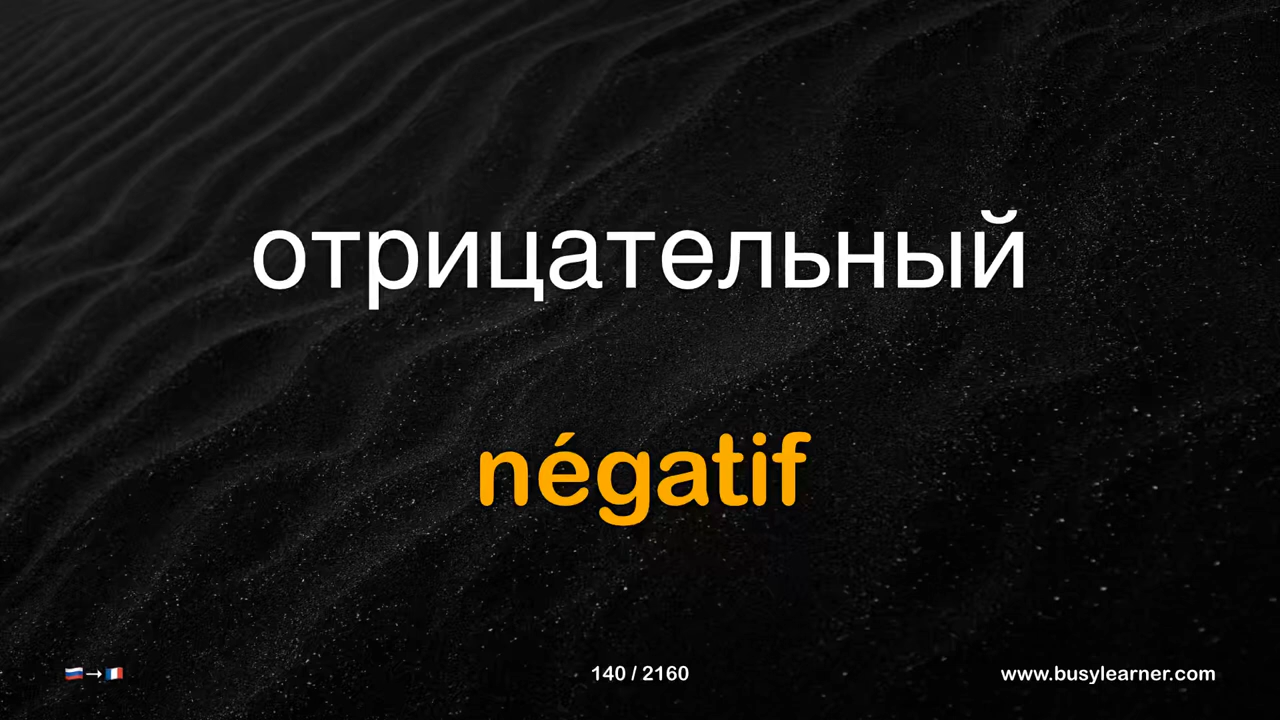 отрицательный
négatif
→
140 / 2160
www.busylearner.com